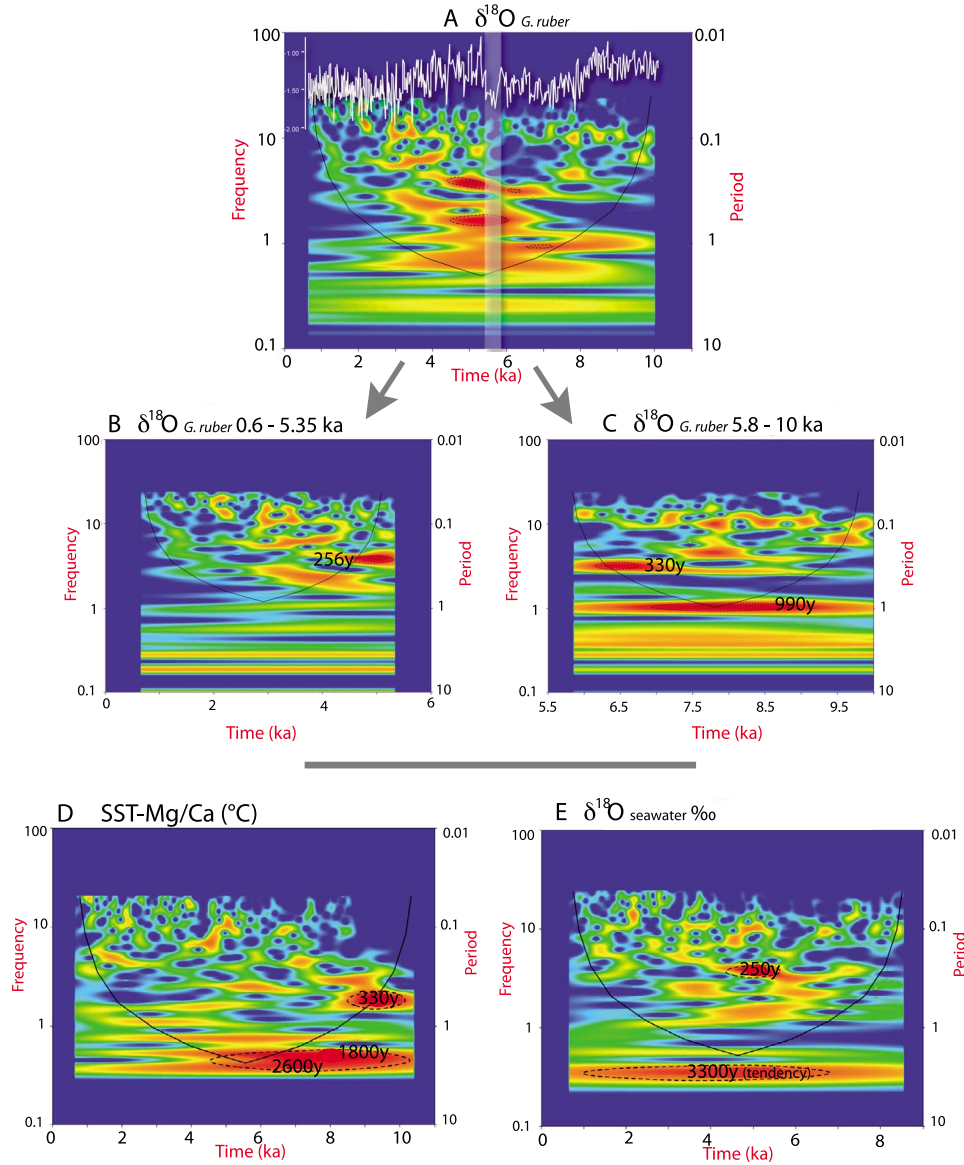 A δ18O G. ruber
100
0.01
-1.00
-1.50
-2.00
10
0.1
Frequency
Period
1
1
0.1
10
0 2 4 6 8 10
Time (ka)
B δ18O G. ruber 0.6 - 5.35 ka
100
0.01
10
0.1
256y
Frequency
Period
1
1
0.1
10
2 4 6
Time (ka)
C δ18O G. ruber 5.8 - 10 ka
100
0.01
10
0.1
330y
Frequency
Period
990y
1
1
0.1
10
5.5 6.5 7.5 8.5 9.5
Time (ka)
D SST-Mg/Ca (°C)
100
0.01
10
0.1
Frequency
Period
330y
1
1
1800y
2600y
0.1
10
0 2 4 6 8 10
Time (ka)
E δ18O seawater ‰
100
0.01
10
0.1
250y
Frequency
Period
1
1
3300y (tendency)
0.1
10
0 2 4 6 8
Time (ka)